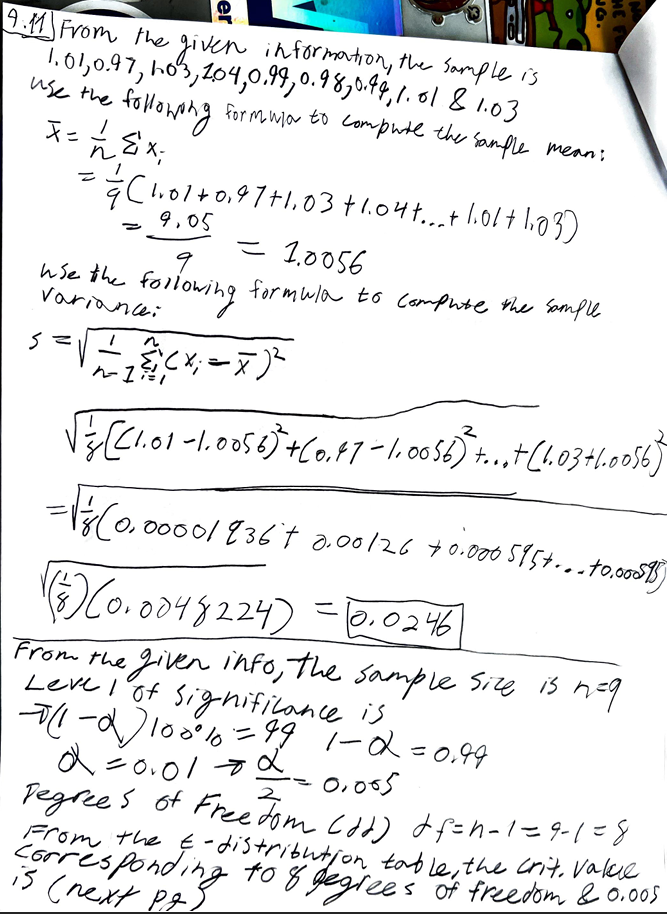 9.11 From the given information, the sample is
1.01, 0.97, 1.03, 1.04, 0.99, 0.98, 0.99, 1.01 & 1.03
use the following formula to compute the sample mean:
x̄ = 1/n Σ xᵢ
= 1/9 (1.01 + 0.97 + 1.03 + 1.04 + ... + 1.01 + 1.03)
= 9.05/9 = 1.0056
use the following formula to compute the sample
variance:
s = √(1/(n-1) Σⁿᵢ₌₁ (xᵢ - x̄)²)
√(1/8 [(1.01 - 1.0056)² + (0.97 - 1.0056)² + ... + (1.03 + 1.0056)²
= √(1/8 (0.00001936 + 0.00126 + 0.000595 + ... + 0.000595)
√((1/8)(0.0048224)) = 0.0246
From the given info, the sample size is n=9
Level of significance is
→ (1 - α) 100% = 99 1 - α = 0.99
α = 0.01 → α/2 = 0.005
Degrees of Freedom (dd) df = n - 1 = 9 - 1 = 8
From the t-distribution table, the crit. value
corresponding to 8 degrees of freedom & 0.005
is (next pg)